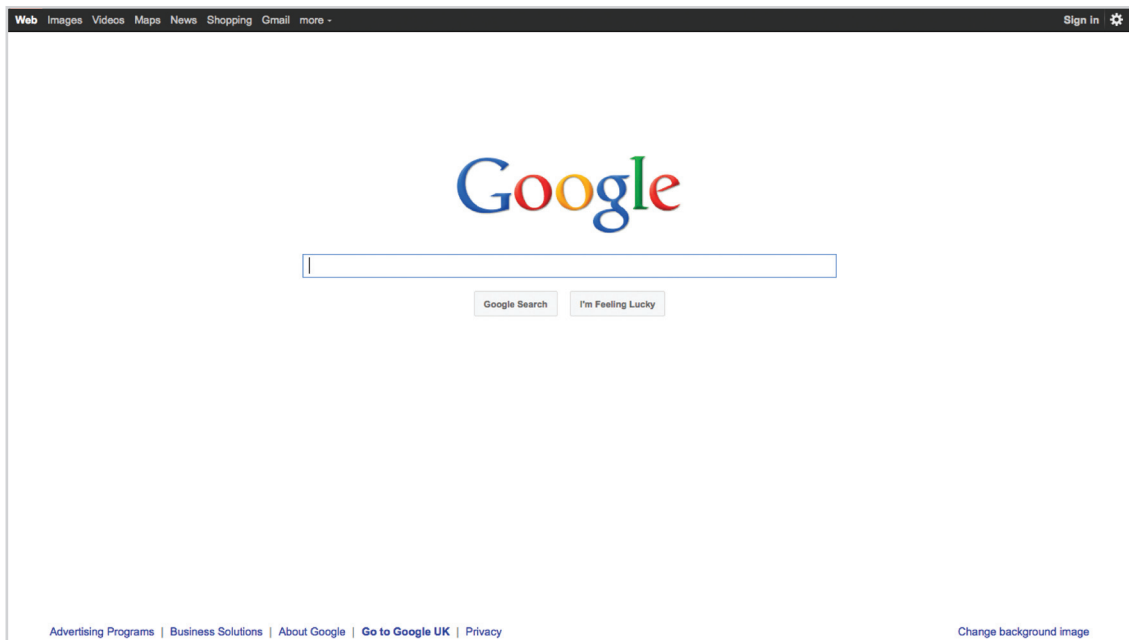 Web Images Videos Maps News Shopping Gmail more Sign in
Google
Google Search I'm Feeling Lucky
Advertising Programs | Business Solutions | About Google | Go to Google UK | Privacy Change background image